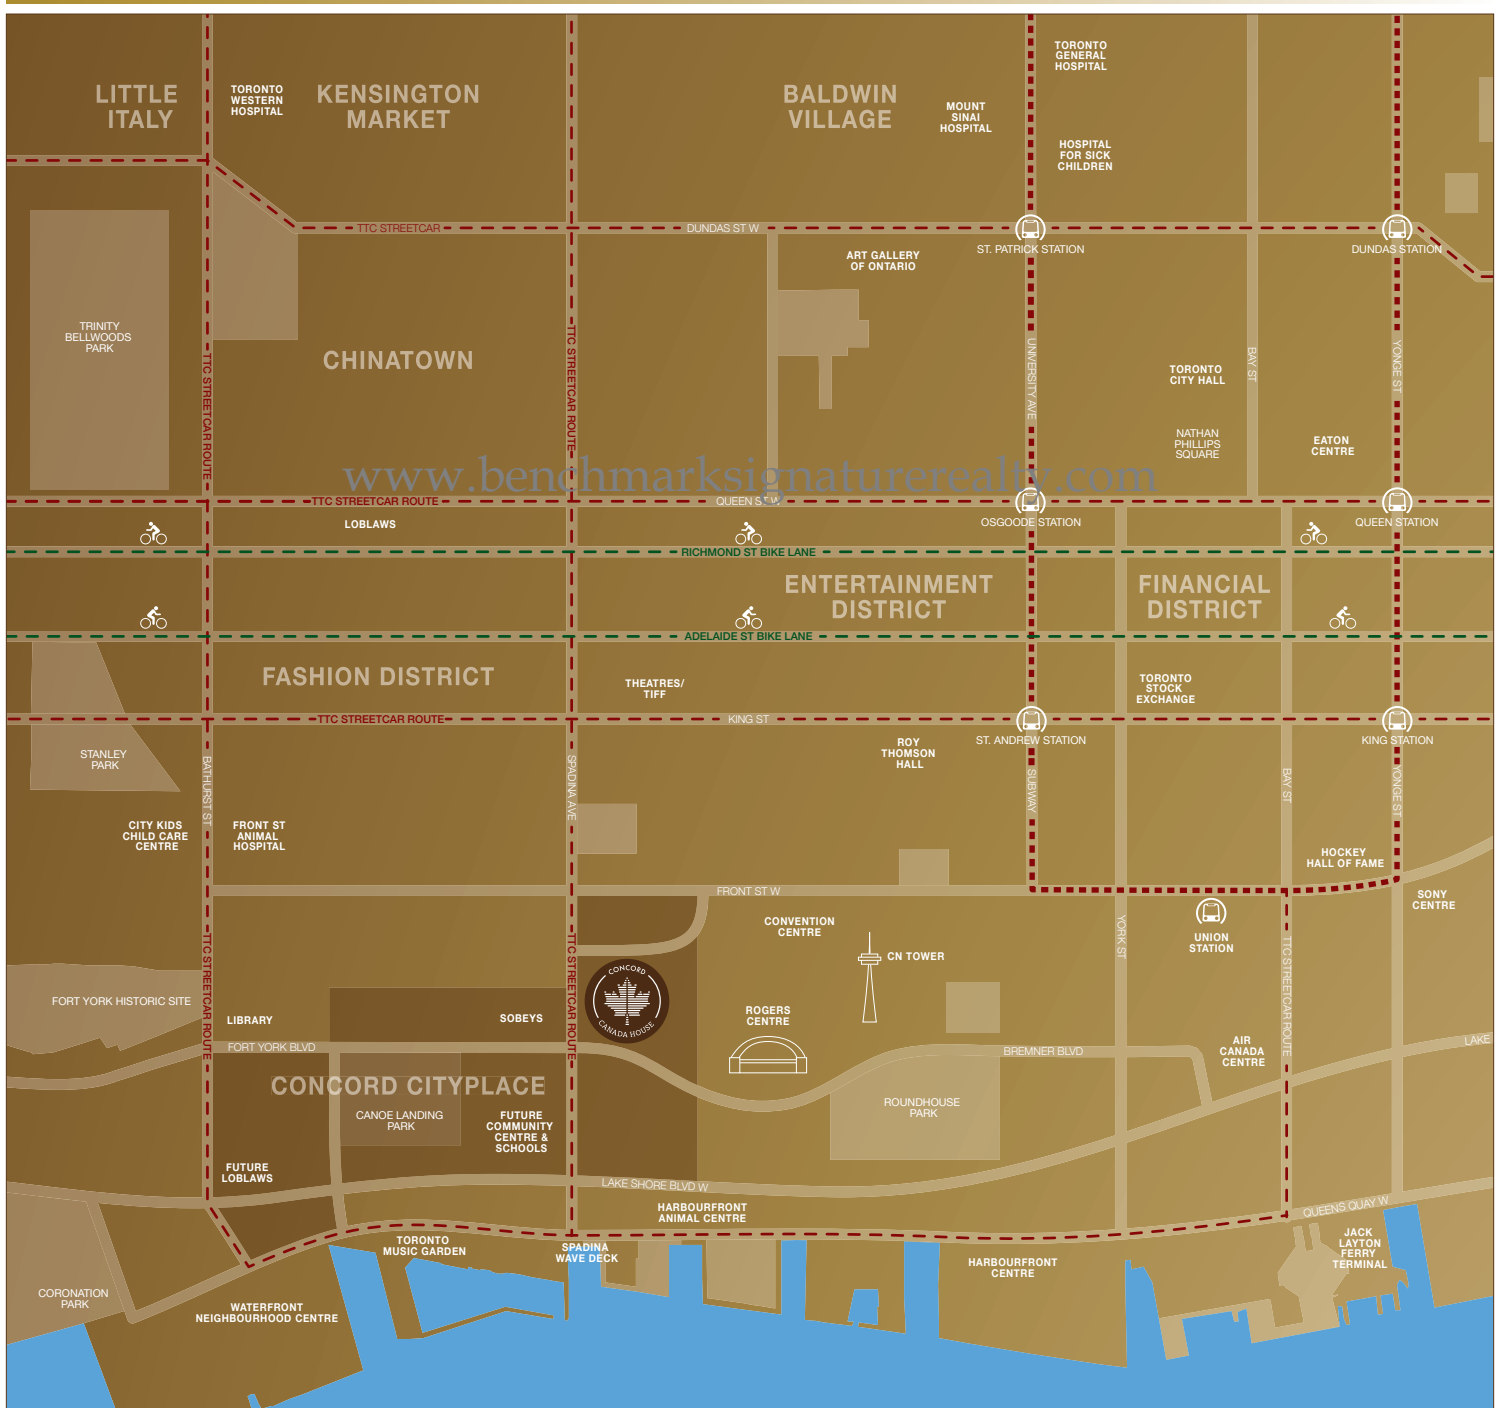 TORONTO
GENERAL
HOSPITAL
LITTLE
ITALY
TORONTO
WESTERN
HOSPITAL
KENSINGTON
MARKET
BALDWIN
VILLAGE
MOUNT
SINAI
HOSPITAL
HOSPITAL
FOR SICK
CHILDREN
TTC STREETCAR
DUNDAS ST W
ST. PATRICK STATION
DUNDAS STATION
ART GALLERY
OF ONTARIO
TRINITY
BELLWOODS
PARK
CHINATOWN
TTC STREETCAR ROUTE
TTC STREETCAR ROUTE
UNIVERSITY AVE
BAY ST
YONGE ST
TORONTO
CITY HALL
NATHAN
PHILLIPS
SQUARE
EATON
CENTRE
www.benchmarksignaturerealty.com
TTC STREETCAR ROUTE
QUEEN ST W
LOBLAWS
OSGOODE STATION
QUEEN STATION
RICHMOND ST BIKE LANE
ENTERTAINMENT
DISTRICT
FINANCIAL
DISTRICT
ADELAIDE ST BIKE LANE
FASHION DISTRICT
THEATRES/
TIFF
TORONTO
STOCK
EXCHANGE
TTC STREETCAR ROUTE
KING ST
ST. ANDREW STATION
KING STATION
STANLEY
PARK
ROY
THOMSON
HALL
BATHURST ST
SPADINA AVE
SUBWAY
BAY ST
YONGE ST
CITY KIDS
CHILD CARE
CENTRE
FRONT ST
ANIMAL
HOSPITAL
HOCKEY
HALL OF FAME
FRONT ST W
SONY
CENTRE
CONVENTION
CENTRE
YORK ST
UNION
STATION
CN TOWER
TTC STREETCAR ROUTE
TTC STREETCAR ROUTE
TTC STREETCAR ROUTE
CONCORD
CANADA HOUSE
FORT YORK HISTORIC SITE
LIBRARY
SOBEYS
ROGERS
CENTRE
FORT YORK BLVD
BREMNER BLVD
AIR
CANADA
CENTRE
LAKE
CONCORD CITYPLACE
CANOE LANDING
PARK
FUTURE
COMMUNITY
CENTRE &
SCHOOLS
ROUNDHOUSE
PARK
FUTURE
LOBLAWS
LAKE SHORE BLVD W
HARBOURFRONT
ANIMAL CENTRE
QUEENS QUAY W
TORONTO
MUSIC GARDEN
SPADINA
WAVE DECK
HARBOURFRONT
CENTRE
JACK
LAYTON
FERRY
TERMINAL
CORONATION
PARK
WATERFRONT
NEIGHBOURHOOD CENTRE